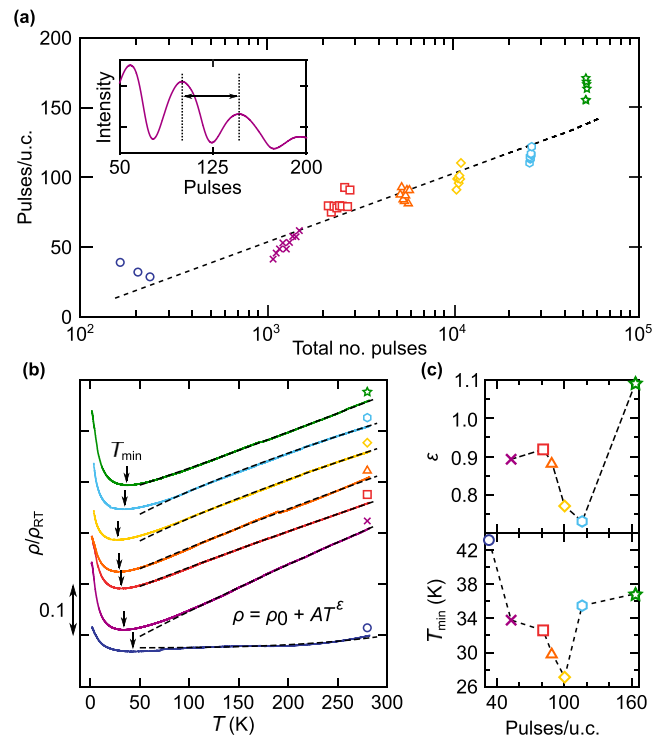 (a)
200
150
100
50
0
Pulses/u.c.
Intensity
50
125
200
Pulses
10²
10³
10⁴
10⁵
Total no. pulses
(b)
ρ/ρRT
Tmin
0.1
ρ = ρ0 + ATε
0
50
100
150
200
250
300
T (K)
(c)
1.1
1.0
0.9
0.8
ε
42
38
34
30
26
Tmin (K)
40
100
160
Pulses/u.c.